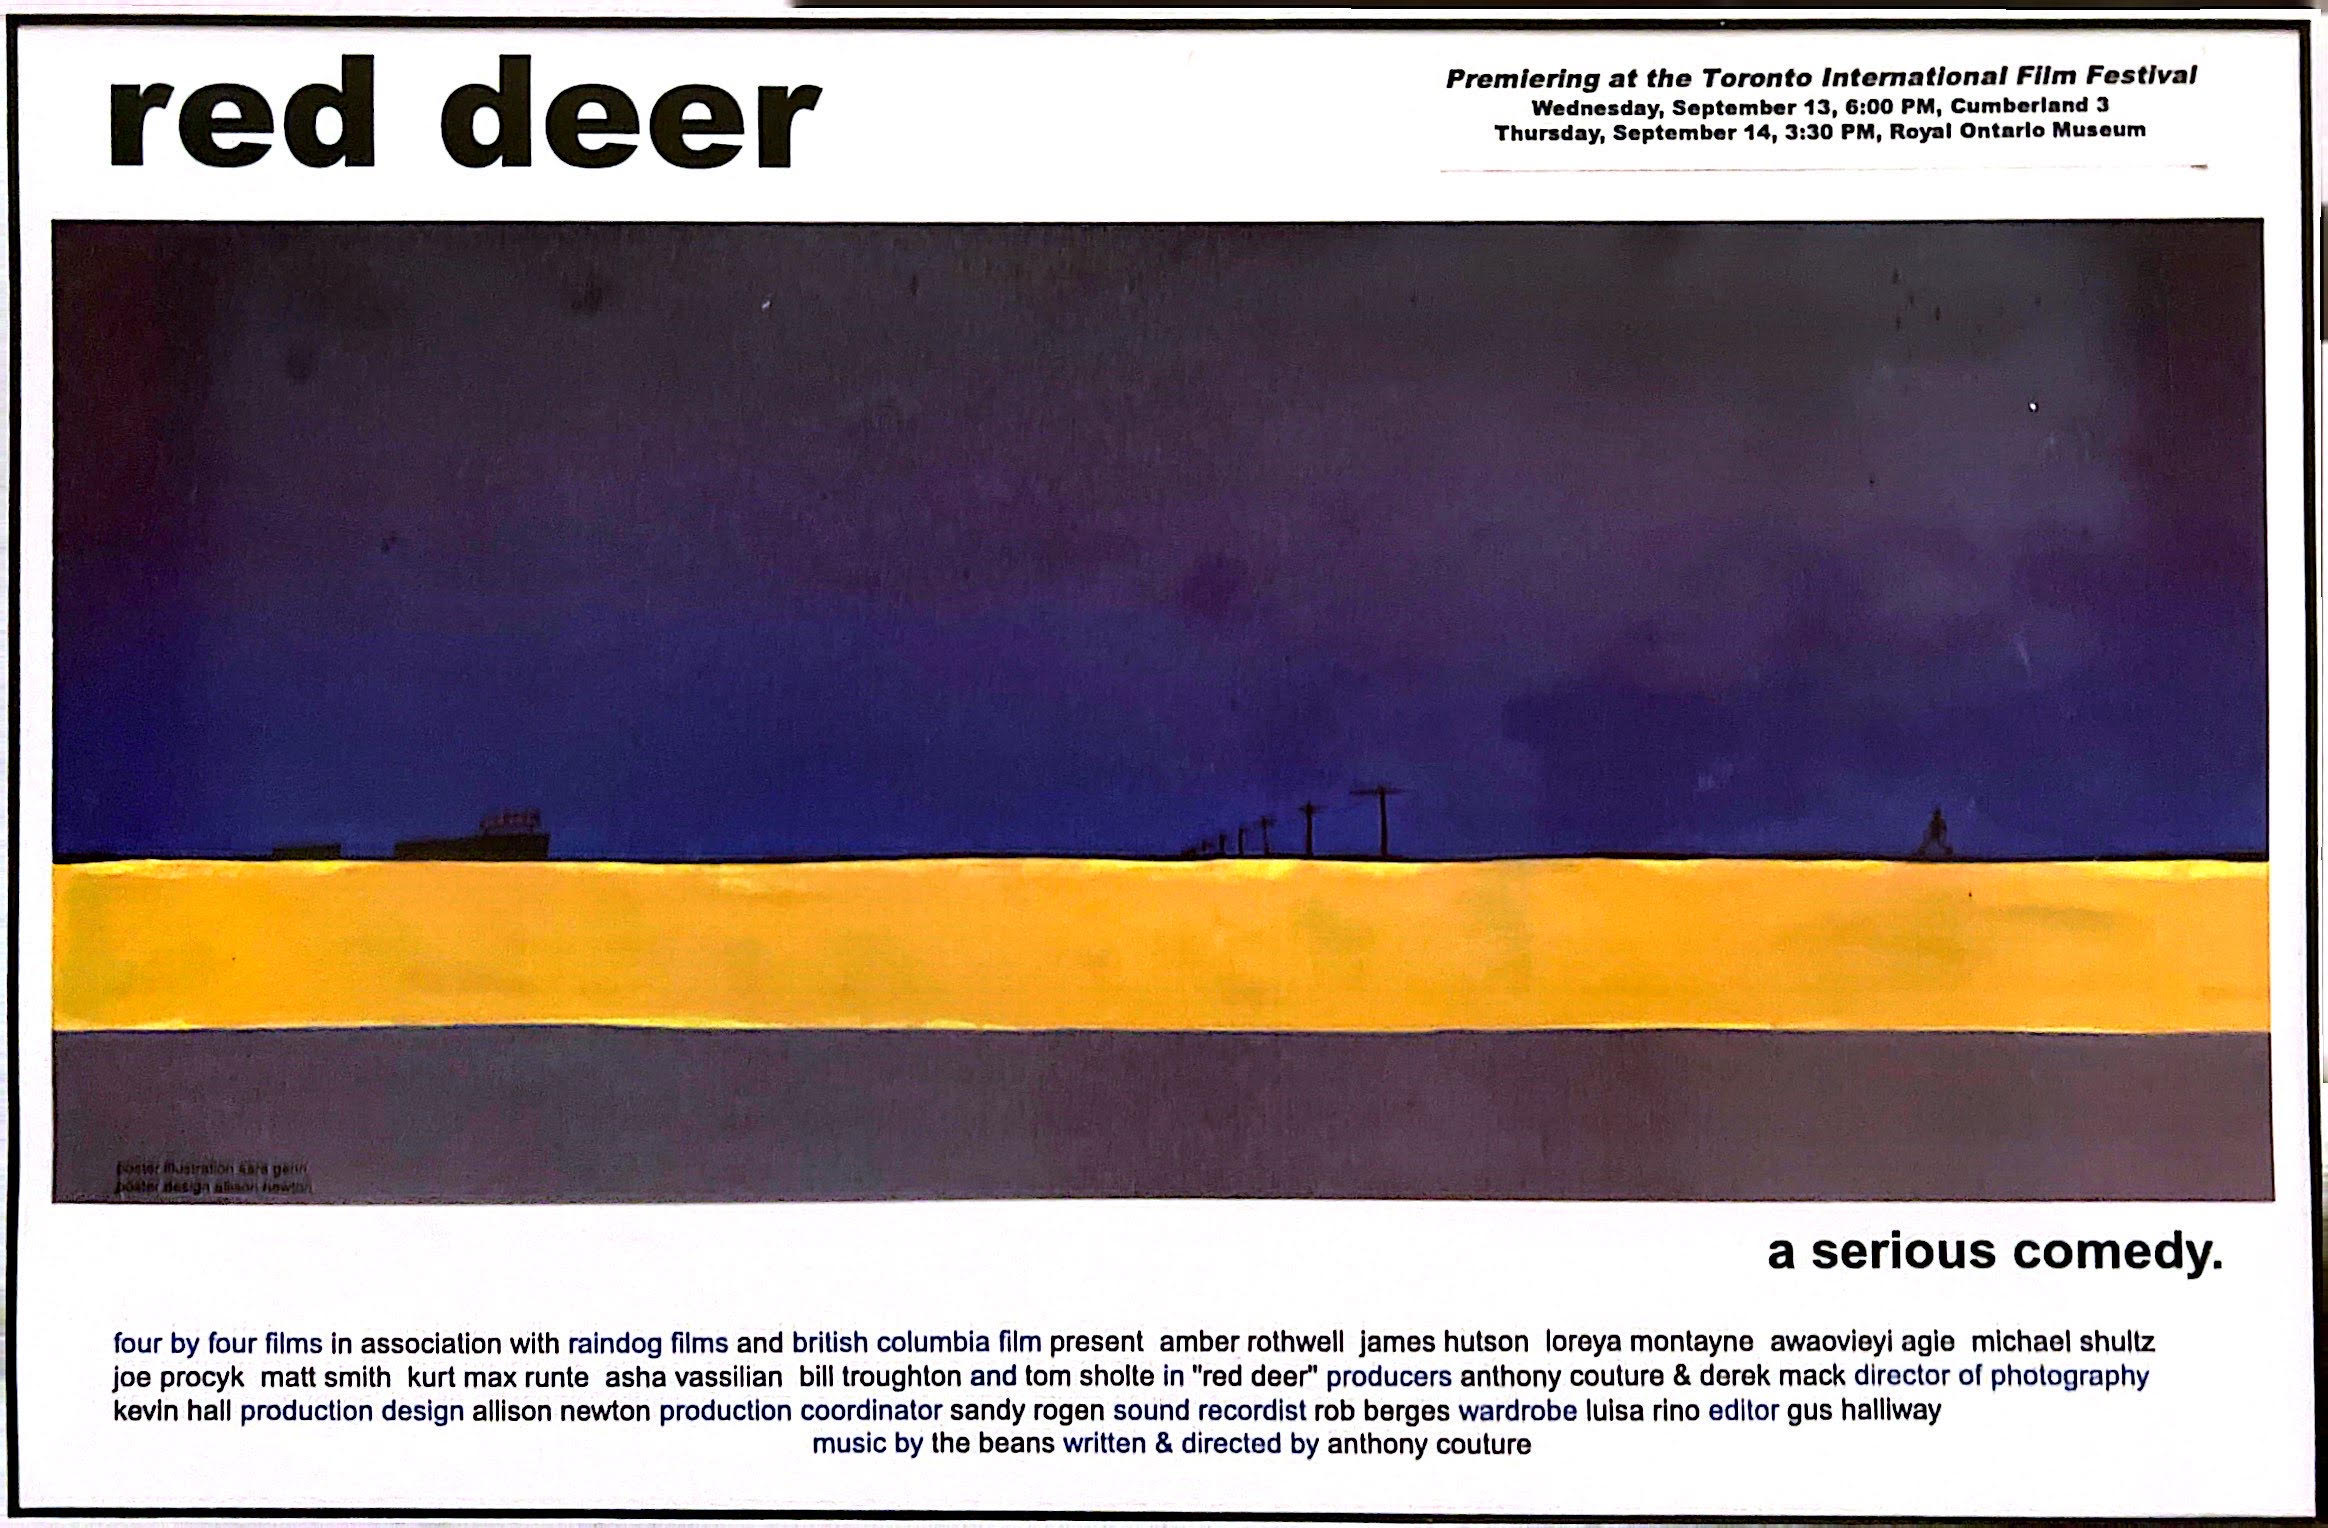 red deer
Premiering at the Toronto International Film Festival
Wednesday, September 13, 6:00 PM, Cumberland 3
Thursday, September 14, 3:30 PM, Royal Ontario Museum
poster illustration sara genn
poster design allison newton
a serious comedy.
four by four films in association with raindog films and british columbia film present amber rothwell james hutson loreya montayne awaovieyi agie michael shultz
joe procyk matt smith kurt max runte asha vassilian bill troughton and tom sholte in "red deer" producers anthony couture & derek mack director of photography
kevin hall production design allison newton production coordinator sandy rogen sound recordist rob berges wardrobe luisa rino editor gus halliway
music by the beans written & directed by anthony couture